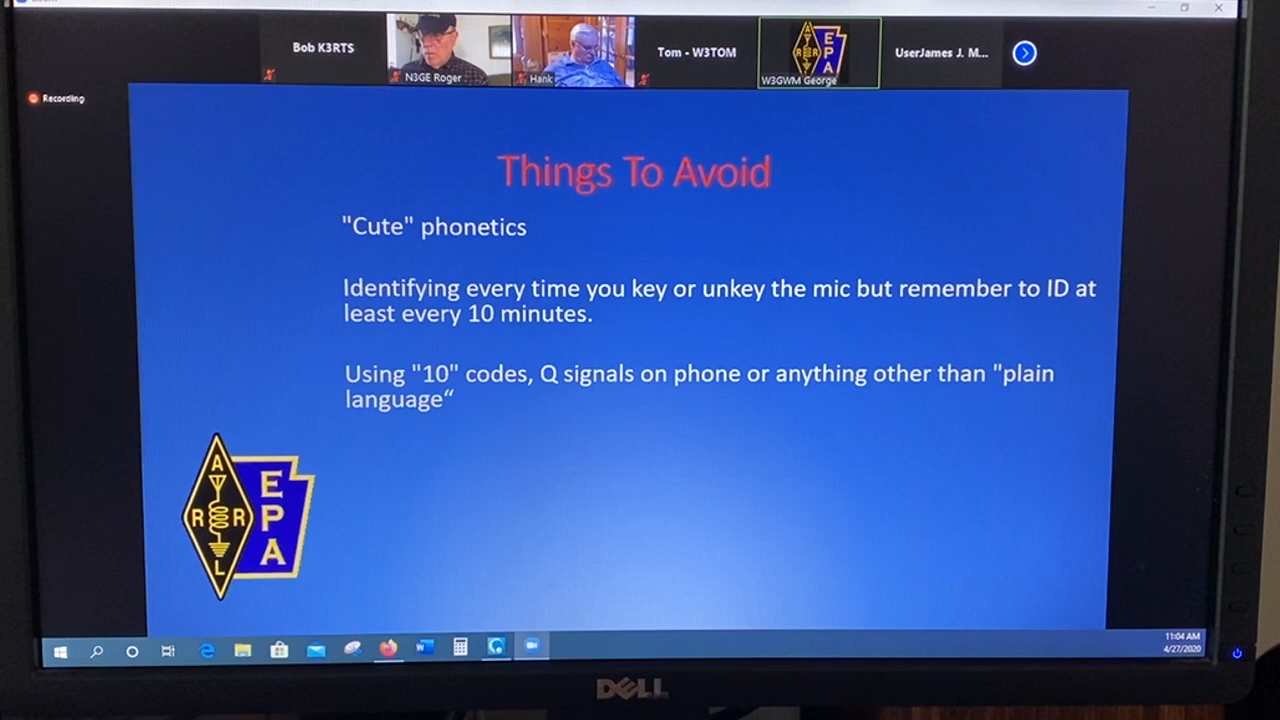 Bob K3RTS
N3GE Roger
Hank
Tom - W3TOM
A
R R
L
E
P
A
W3GWM George
UserJames J. M...
Recording
Things To Avoid
"Cute" phonetics
Identifying every time you key or unkey the mic but remember to ID at
least every 10 minutes.
Using "10" codes, Q signals on phone or anything other than "plain
language“
A
R R
L
E
P
A
11:04 AM
4/27/2020
DELL